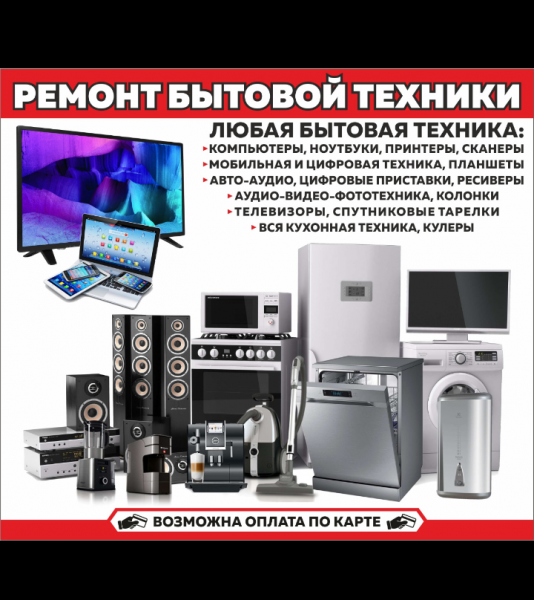 РЕМОНТ БЫТОВОЙ ТЕХНИКИ
ЛЮБАЯ БЫТОВАЯ ТЕХНИКА:
КОМПЬЮТЕРЫ, НОУТБУКИ, ПРИНТЕРЫ, СКАНЕРЫ
МОБИЛЬНАЯ И ЦИФРОВАЯ ТЕХНИКА, ПЛАНШЕТЫ
АВТО-АУДИО, ЦИФРОВЫЕ ПРИСТАВКИ, РЕСИВЕРЫ
АУДИО-ВИДЕО-ФОТОТЕХНИКА, КОЛОНКИ
ТЕЛЕВИЗОРЫ, СПУТНИКОВЫЕ ТАРЕЛКИ
ВСЯ КУХОННАЯ ТЕХНИКА, КУЛЕРЫ
ВОЗМОЖНА ОПЛАТА ПО КАРТЕ